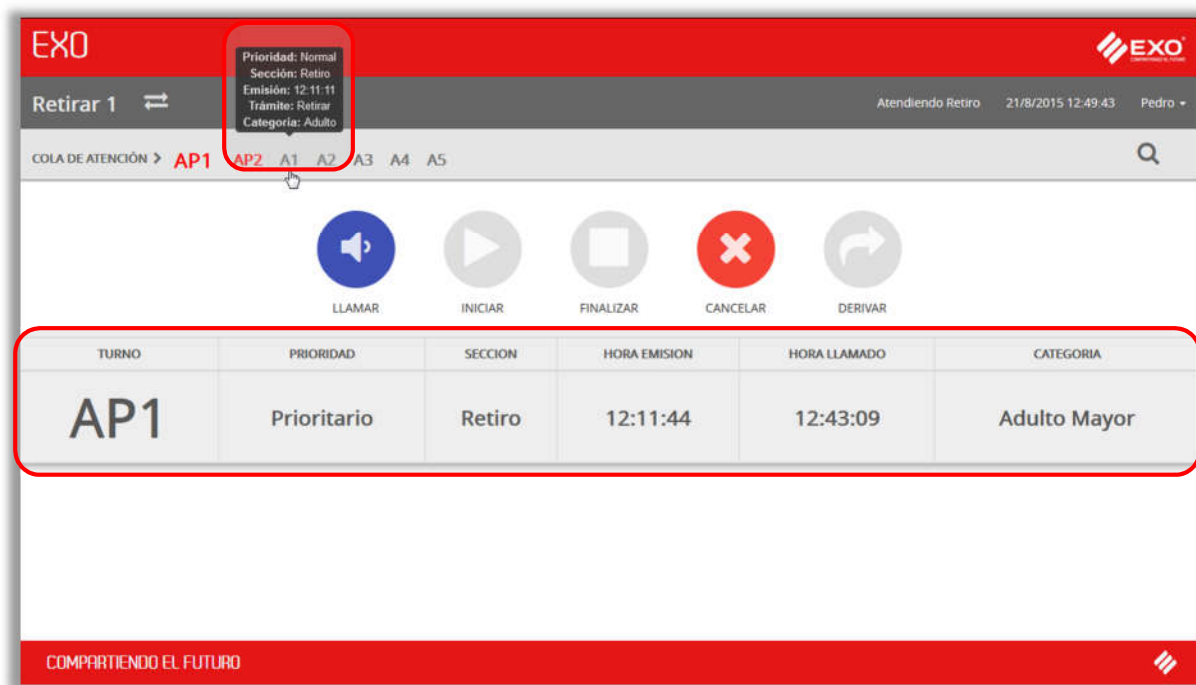 EXO
EXO
Prioridad: Normal
Sección: Retiro
Emisión: 12:11:11
Trámite: Retirar
Categoría: Adulto
Retirar 1
Atendiendo Retiro 21/8/2015 12:49:43 Pedro
COLA DE ATENCIÓN > AP1 AP2 A1 A2 A3 A4 A5
LLAMAR INICIAR FINALIZAR CANCELAR DERIVAR
TURNO PRIORIDAD SECCION HORA EMISION HORA LLAMADO CATEGORIA
AP1 Prioritario Retiro 12:11:44 12:43:09 Adulto Mayor
COMPARTIENDO EL FUTURO